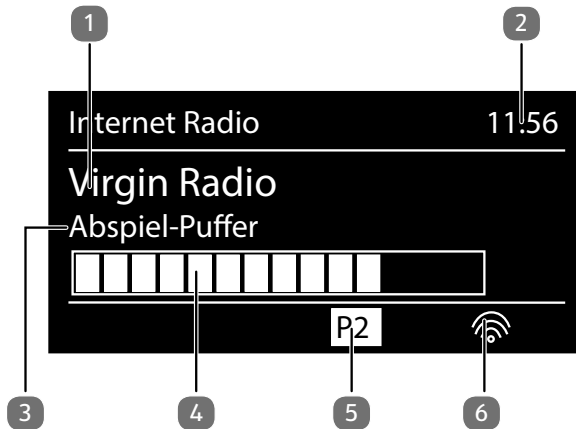 1 2
Internet Radio 11:56
Virgin Radio
Abspiel-Puffer
P2
3 4 5 6